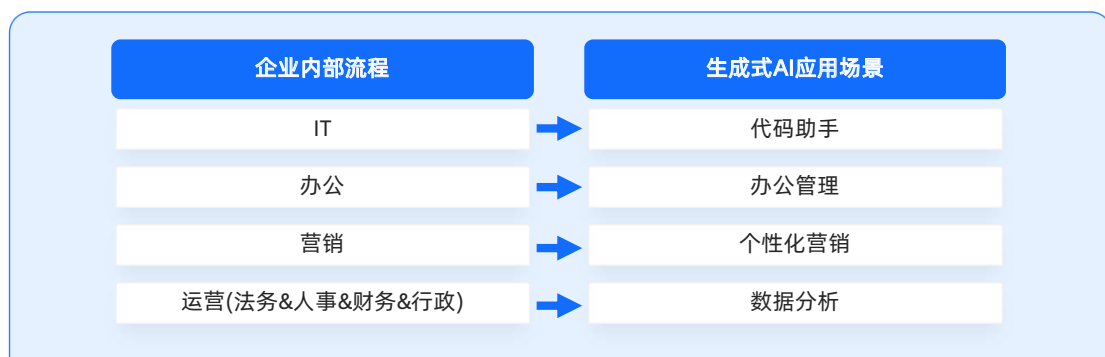 企业内部流程
生成式AI应用场景
IT
代码助手
办公
办公管理
营销
个性化营销
运营(法务&人事&财务&行政)
数据分析